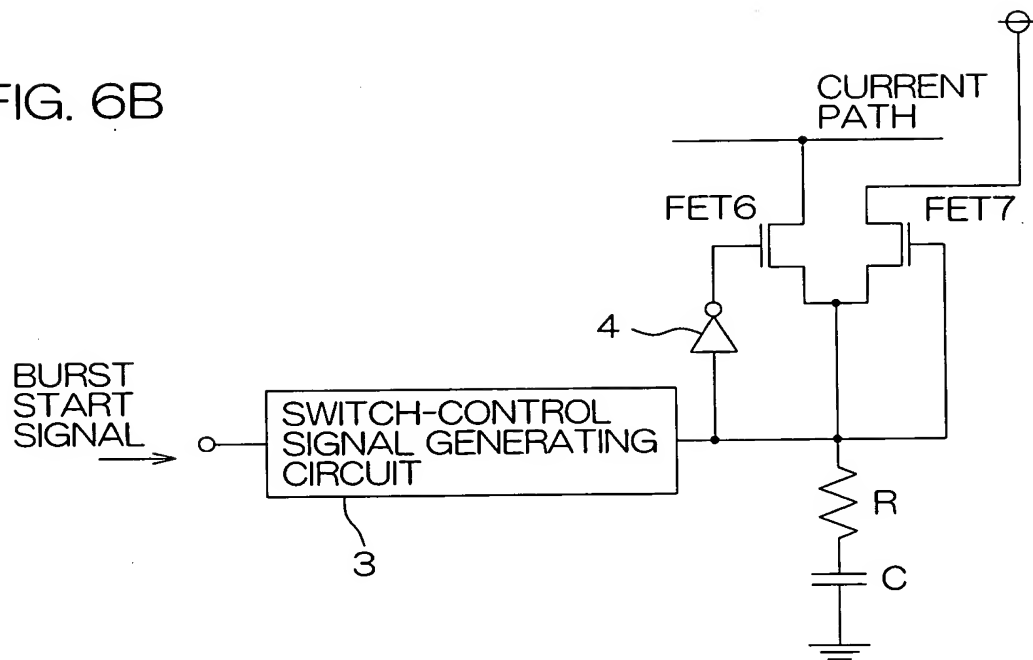 FIG. 6B
CURRENT
PATH
FET6
FET7
4
BURST
START
SIGNAL
SWITCH-CONTROL
SIGNAL GENERATING
CIRCUIT
3
R
C